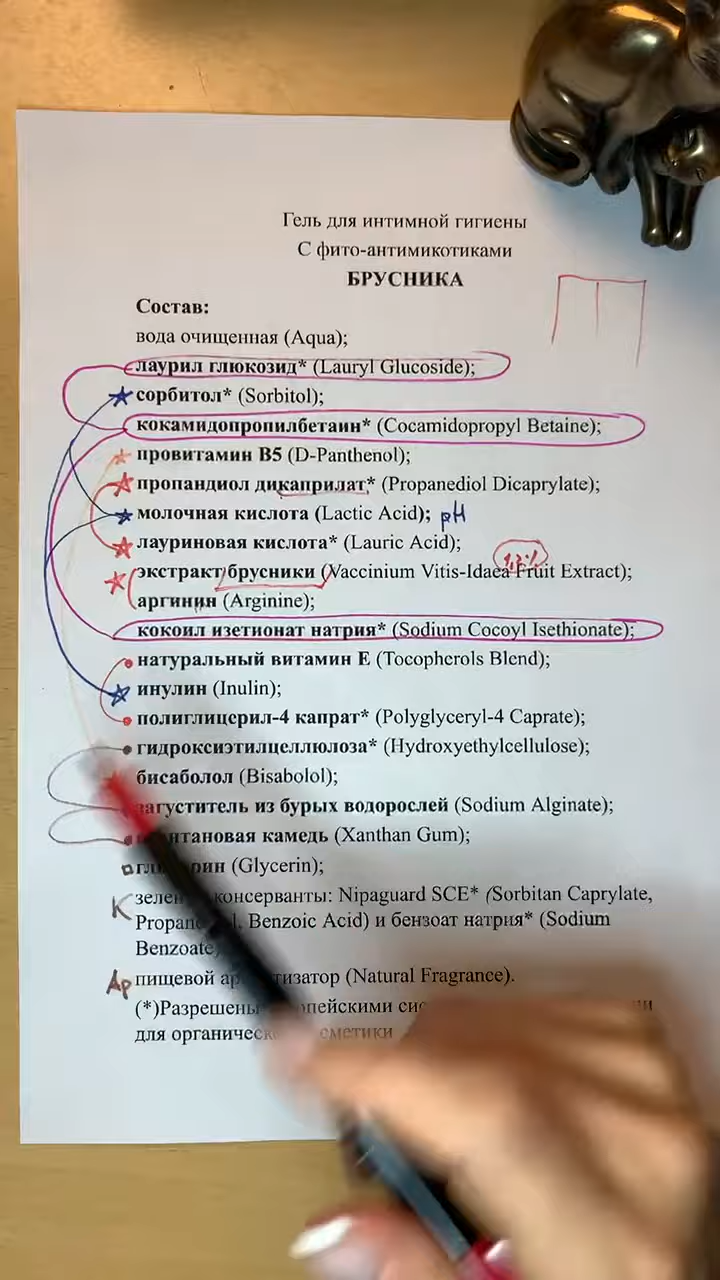 Гель для интимной гигиены
С фито-антимикотиками
БРУСНИКА
Состав:
вода очищенная (Aqua);
лаурил глюкозид* (Lauryl Glucoside);
сорбитол* (Sorbitol);
кокамидопропилбетаин* (Cocamidopropyl Betaine);
провитамин В5 (D-Panthenol);
пропандиол дикаприлат* (Propanediol Dicaprylate);
молочная кислота (Lactic Acid); pH
лауриновая кислота* (Lauric Acid);
экстракт брусники (Vaccinium Vitis-Idaea Fruit Extract);
аргинин (Arginine);
кокоил изетионат натрия* (Sodium Cocoyl Isethionate);
натуральный витамин Е (Tocopherols Blend);
инулин (Inulin);
полиглицерил-4 капрат* (Polyglyceryl-4 Caprate);
гидроксиэтилцеллюлоза* (Hydroxyethylcellulose);
бисаболол (Bisabolol);
загуститель из бурых водорослей (Sodium Alginate);
камедь (Xanthan Gum);
(Glycerin);
К консерванты: Nipaguard SCE* (Sorbitan Caprylate,
Benzoic Acid) и бензоат натрия* (Sodium
Benzoate)
Ар пищевой (Natural Fragrance).
(*)Разрешены
для